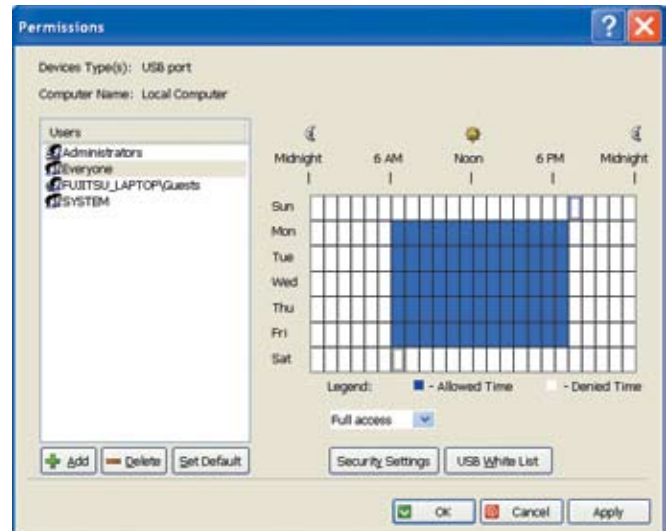 Permissions
Devices Type(s): USB port
Computer Name: Local Computer
Users
Administrators
Everyone
FUJITSU_LAPTOP\Guests
SYSTEM
Midnight 6 AM Noon 6 PM Midnight
Sun
Mon
Tue
Wed
Thu
Fri
Sat
Legend: - Allowed Time - Denied Time
Full access
Add Delete Set Default
Security Settings USB White List
OK Cancel Apply